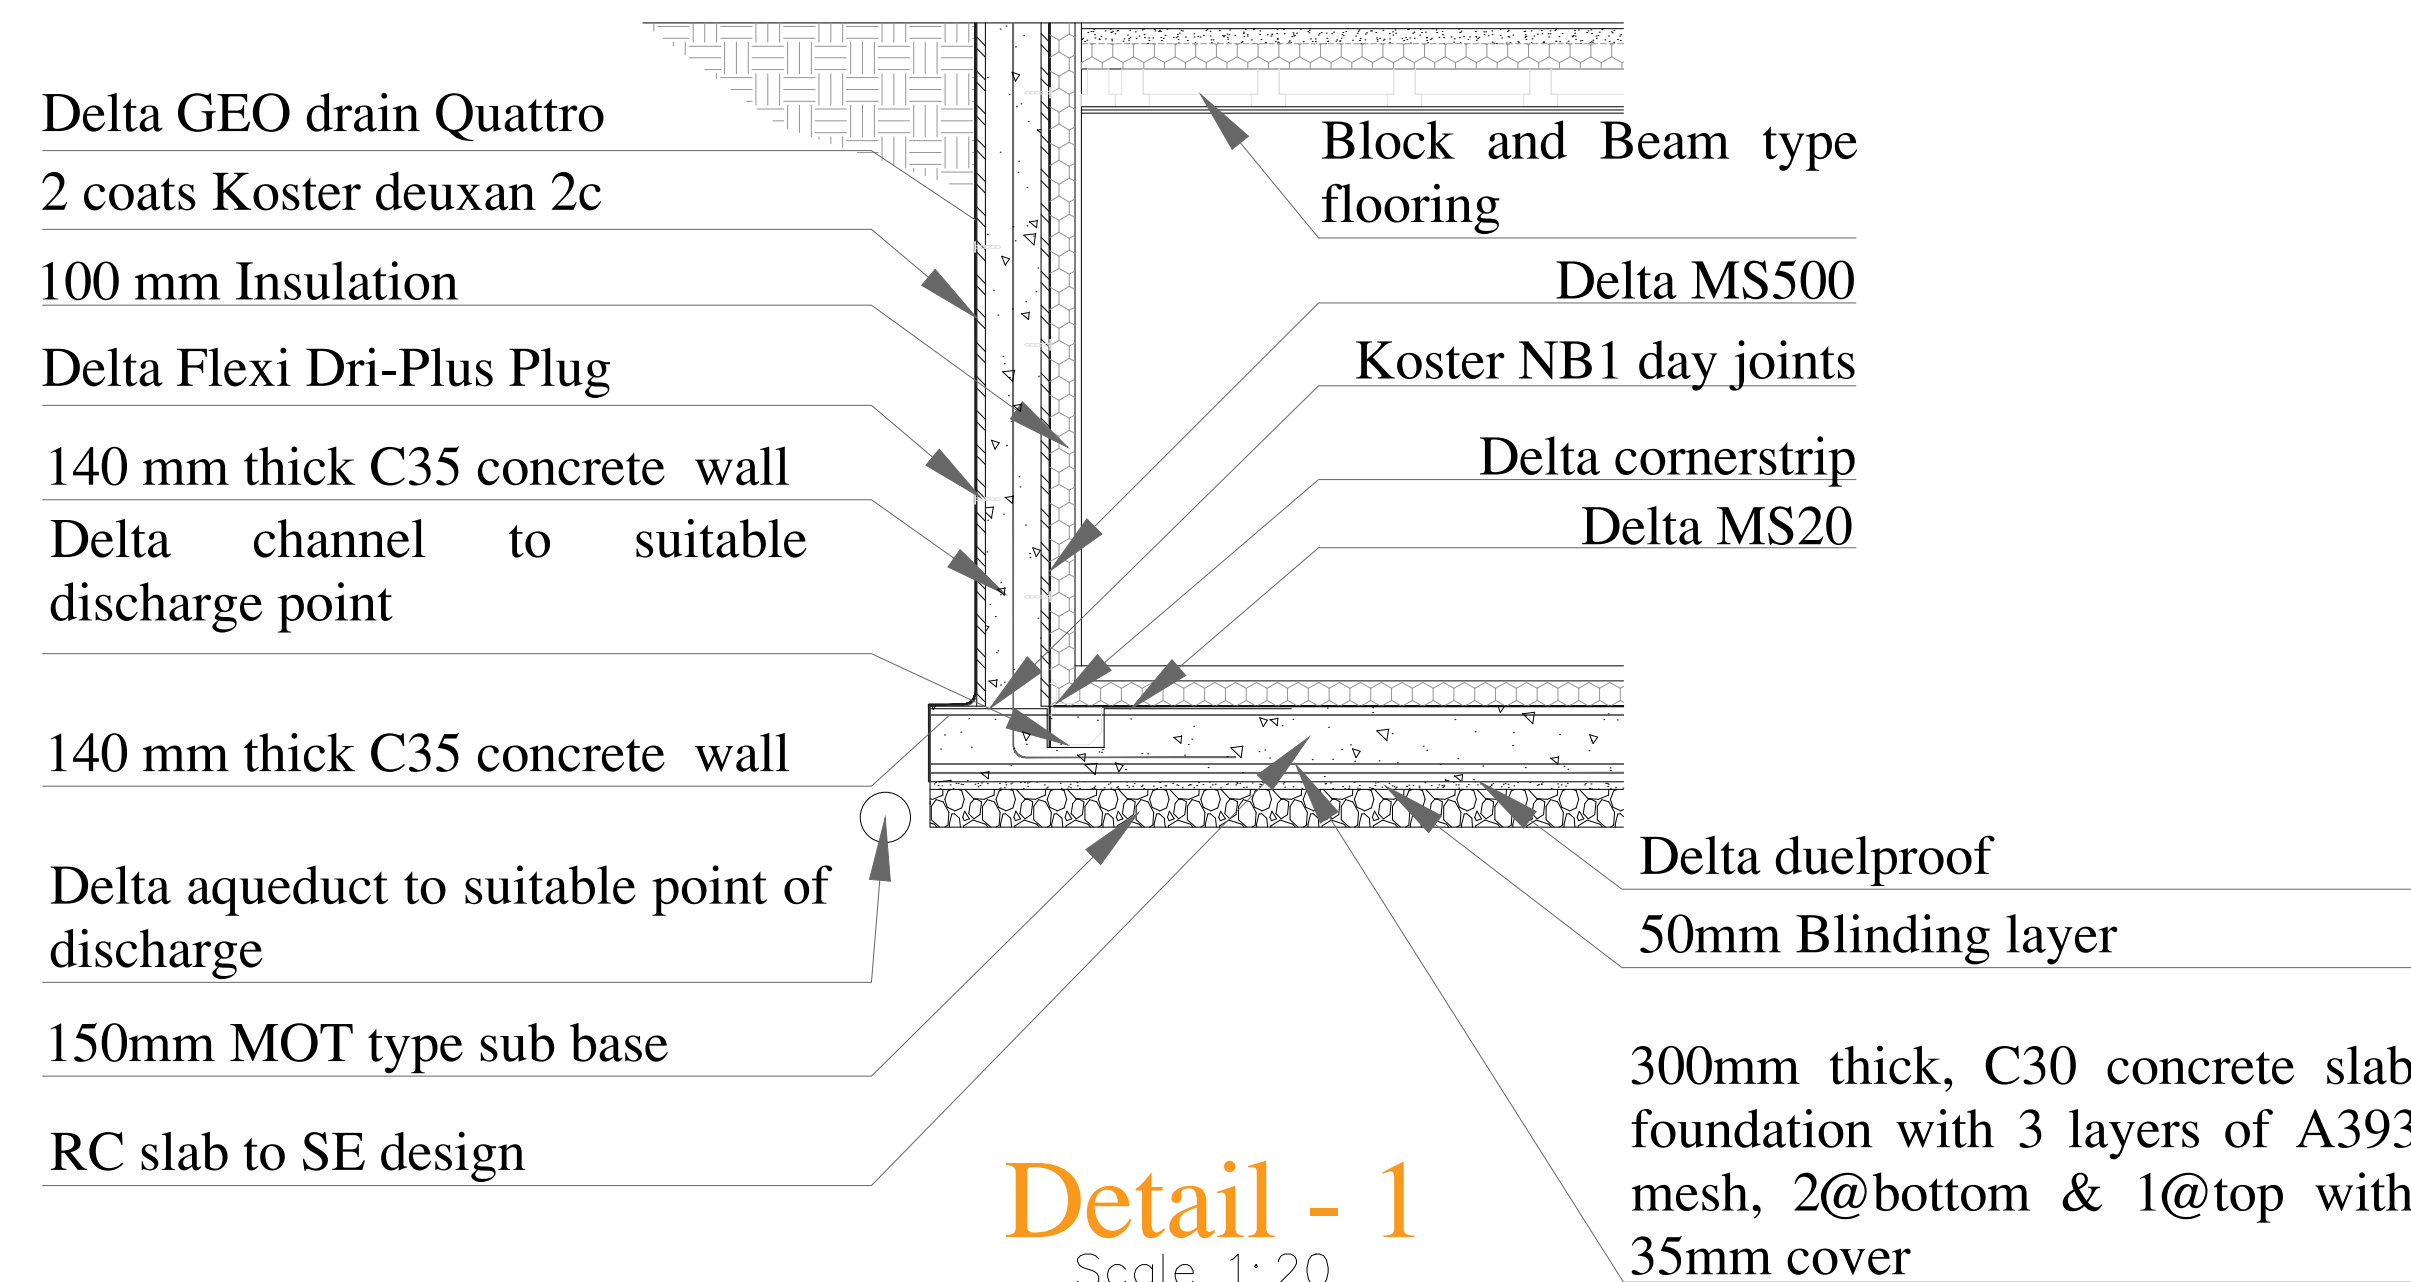 Delta GEO drain Quattro
2 coats Koster deuxan 2c
100 mm Insulation
Delta Flexi Dri-Plus Plug
140 mm thick C35 concrete wall
Delta channel to suitable
discharge point
140 mm thick C35 concrete wall
Delta aqueduct to suitable point of
discharge
150mm MOT type sub base
RC slab to SE design
Block and Beam type
flooring
Delta MS500
Koster NB1 day joints
Delta cornerstrip
Delta MS20
Delta duelproof
50mm Blinding layer
300mm thick, C30 concrete slab
foundation with 3 layers of A393
mesh, 2@bottom & 1@top with
35mm cover
Detail - 1
Scale 1:20